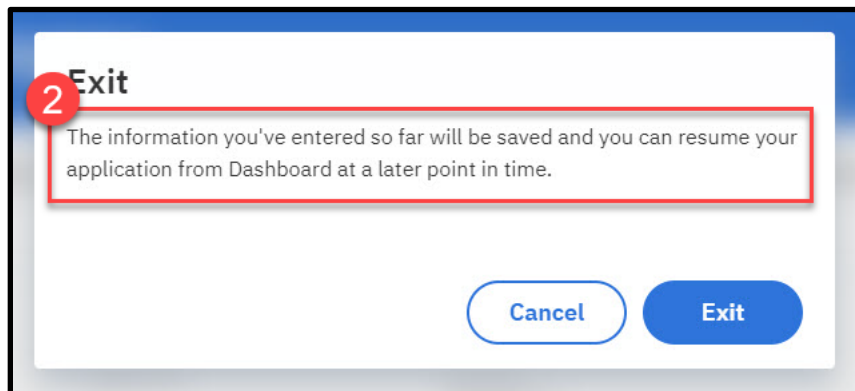 Exit
2
The information you've entered so far will be saved and you can resume your
application from Dashboard at a later point in time.
Cancel
Exit